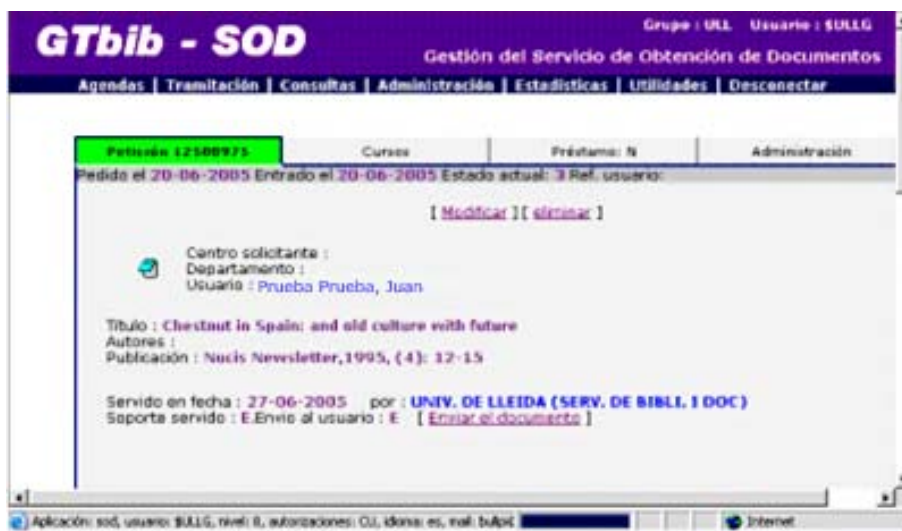 GTbib - SOD
Grupo : ULL Usuario : $ULLG
Gestión del Servicio de Obtención de Documentos
Agendas | Tramitación | Consultas | Administración | Estadísticas | Utilidades | Desconectar
Petición 12500975 Cursos Préstamo: N Administración
Pedido el 20-06-2005 Entrado el 20-06-2005 Estado actual: 3 Ref. usuario:
[ Modificar ][ eliminar ]
Centro solicitante :
Departamento :
Usuario : Prueba Prueba, Juan
Título : Chestnut in Spain: and old culture with future
Autores :
Publicación : Nucis Newsletter,1995, (4): 12-15
Servido en fecha : 27-06-2005 por : UNIV. DE LLEIDA (SERV. DE BIBLI. I DOC)
Soporte servido : E.Envio al usuario : E [ Enviar el documento ]
Aplicación: sod, usuario: $ULLG, nivel: 8, autorizaciones: CU, idioma: es, mail: Internet